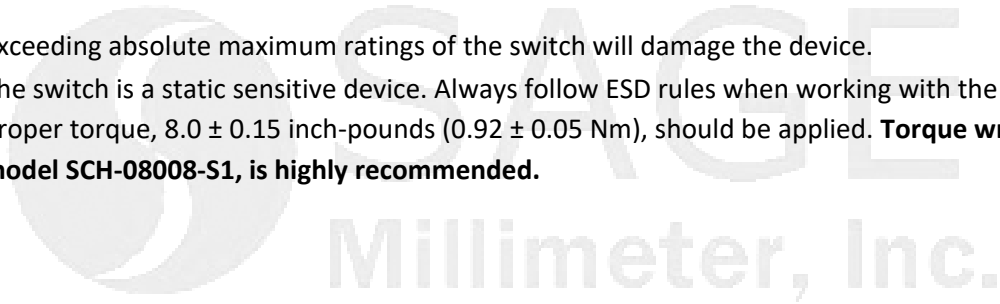 xceeding absolute maximum ratings of the switch will damage the device.
he switch is a static sensitive device. Always follow ESD rules when working with the
roper torque, 8.0 ± 0.15 inch-pounds (0.92 ± 0.05 Nm), should be applied. Torque wr
odel SCH-08008-S1, is highly recommended.
SAGE
Millimeter, Inc.